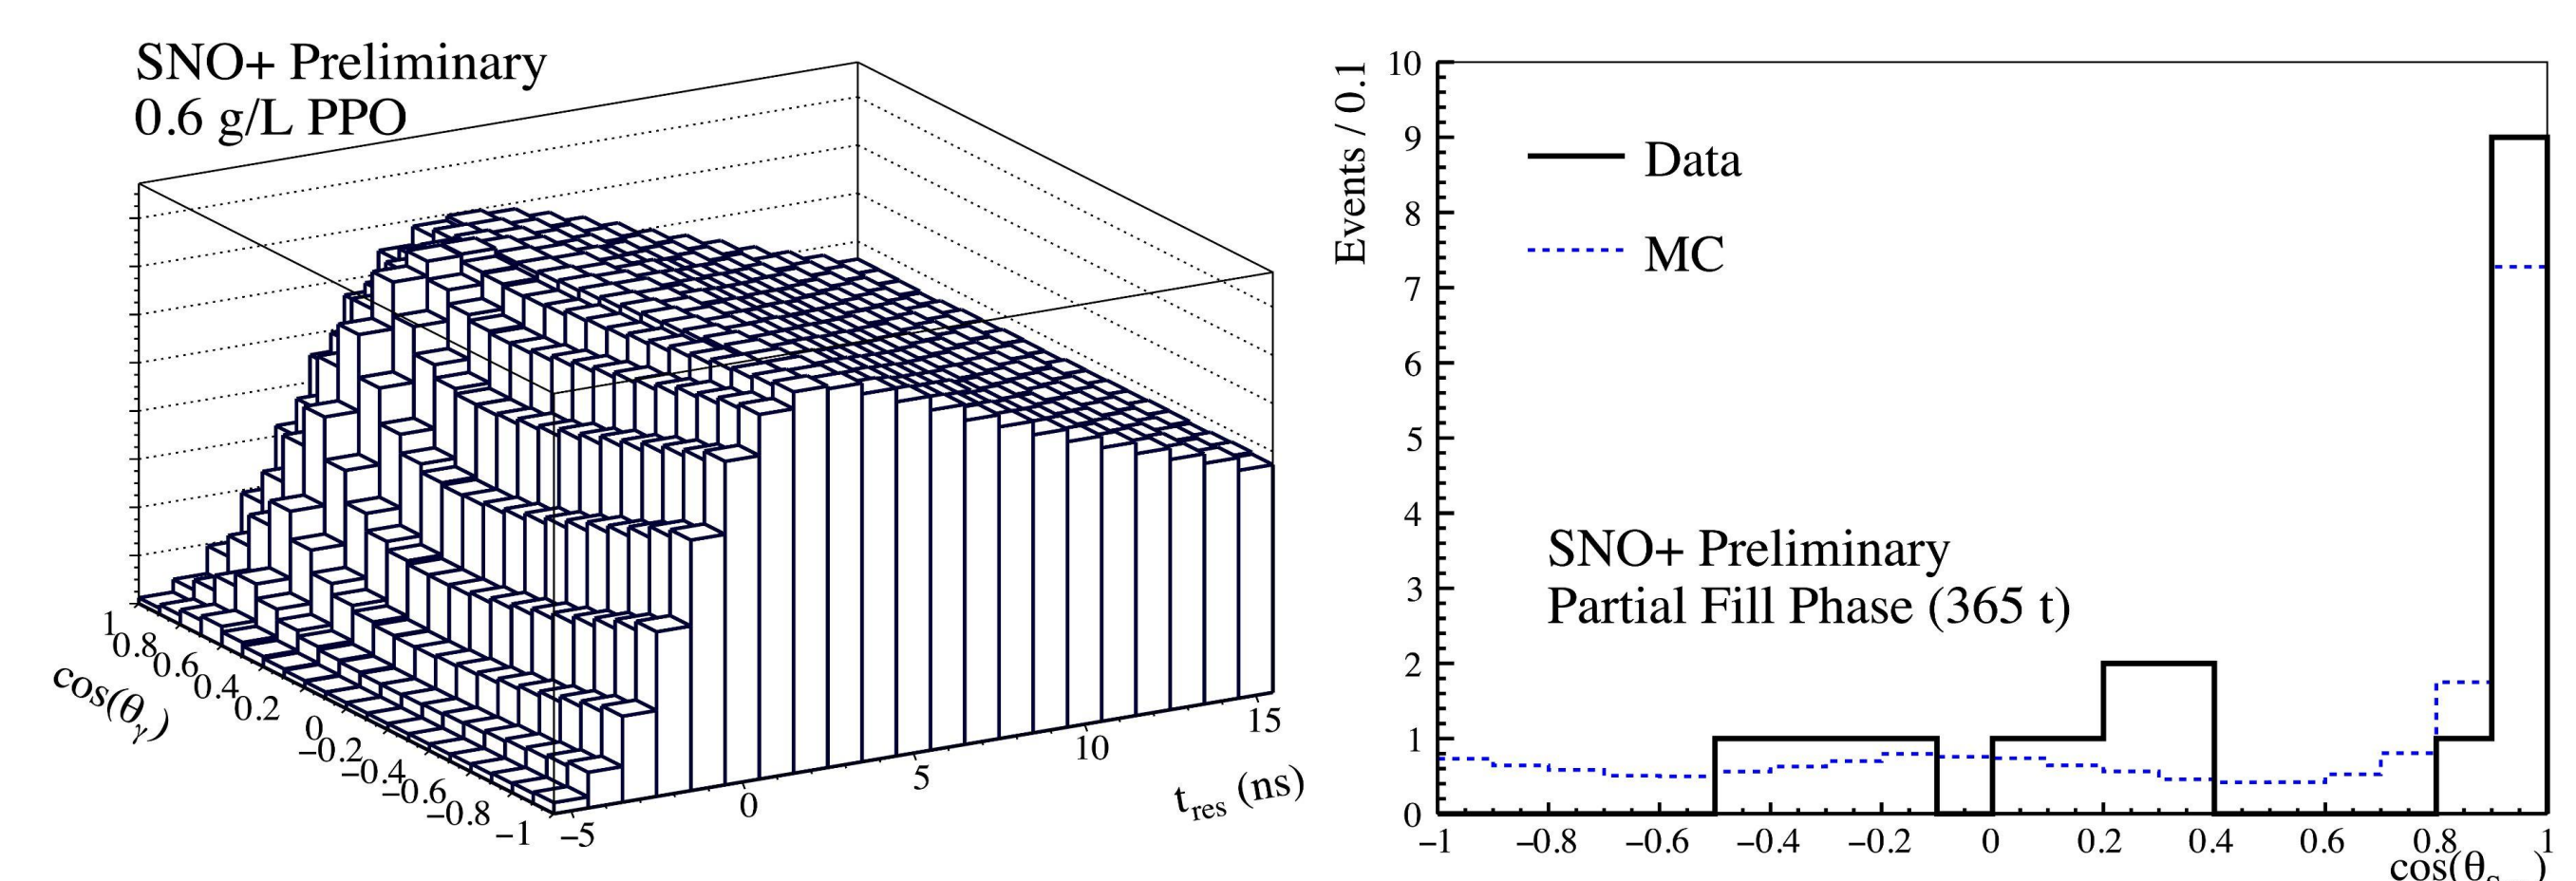 SNO+ Preliminary
0.6 g/L PPO
1
0.8
0.6
0.4
0.2
0
−0.2
−0.4
−0.6
−0.8
−1
cos(θγ)
−5
0
5
10
15
tres (ns)
Events / 0.1
10
9
8
7
6
5
4
3
2
1
0
Data
MC
SNO+ Preliminary
Partial Fill Phase (365 t)
−1 −0.8 −0.6 −0.4 −0.2 0 0.2 0.4 0.6 0.8 1